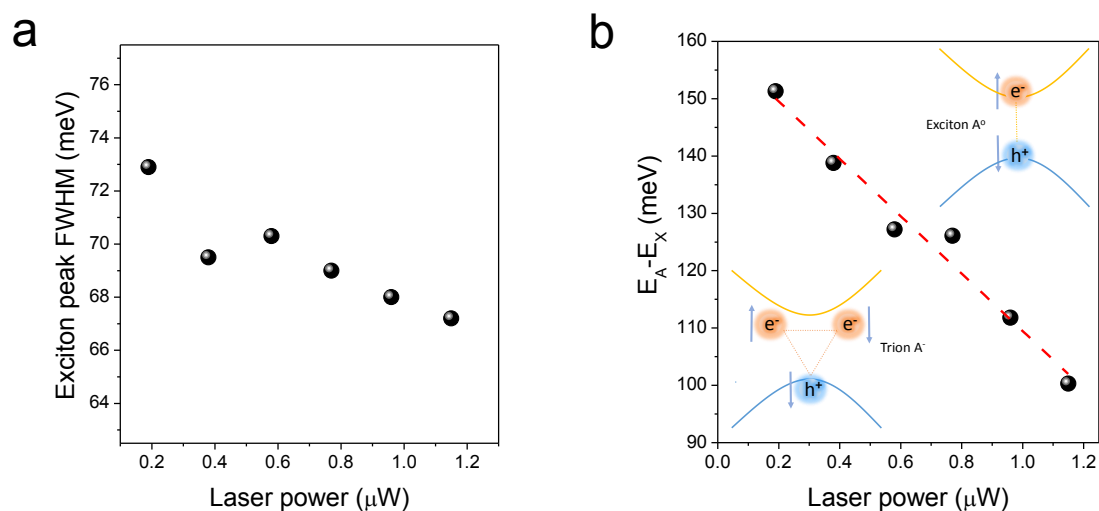 a
Exciton peak FWHM (meV)
76
74
72
70
68
66
64
0.2 0.4 0.6 0.8 1.0 1.2
Laser power (μW)
b
E_A-E_X (meV)
160
150
140
130
120
110
100
90
0.0 0.2 0.4 0.6 0.8 1.0 1.2
Laser power (μW)
e⁻
Exciton A⁰
h⁺
e⁻ e⁻
Trion A⁻
h⁺